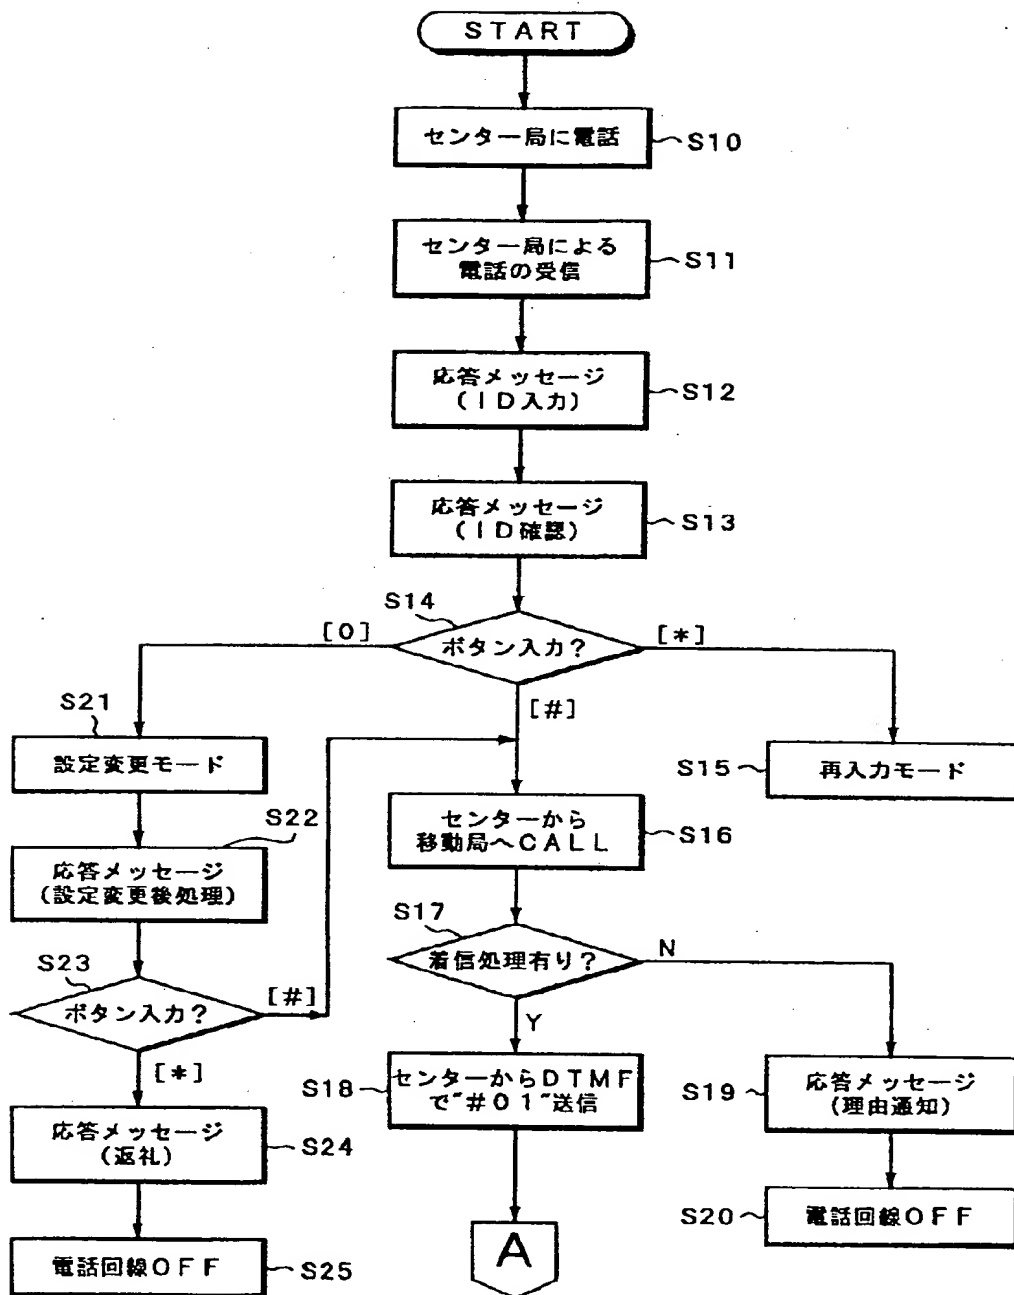 START
センター局に電話
S10
センター局による
電話の受信
S11
応答メッセージ
(ID入力)
S12
応答メッセージ
(ID確認)
S13
S14
ボタン入力?
[0]
[*]
[#]
S21
設定変更モード
S15
再入力モード
S22
応答メッセージ
(設定変更後処理)
センターから
移動局へCALL
S16
S23
ボタン入力?
[#]
[*]
S17
着信処理有り?
N
Y
S18
センターからDTMF
で"#01"送信
S19
応答メッセージ
(理由通知)
応答メッセージ
(返礼)
S24
S20
電話回線OFF
電話回線OFF
S25
A